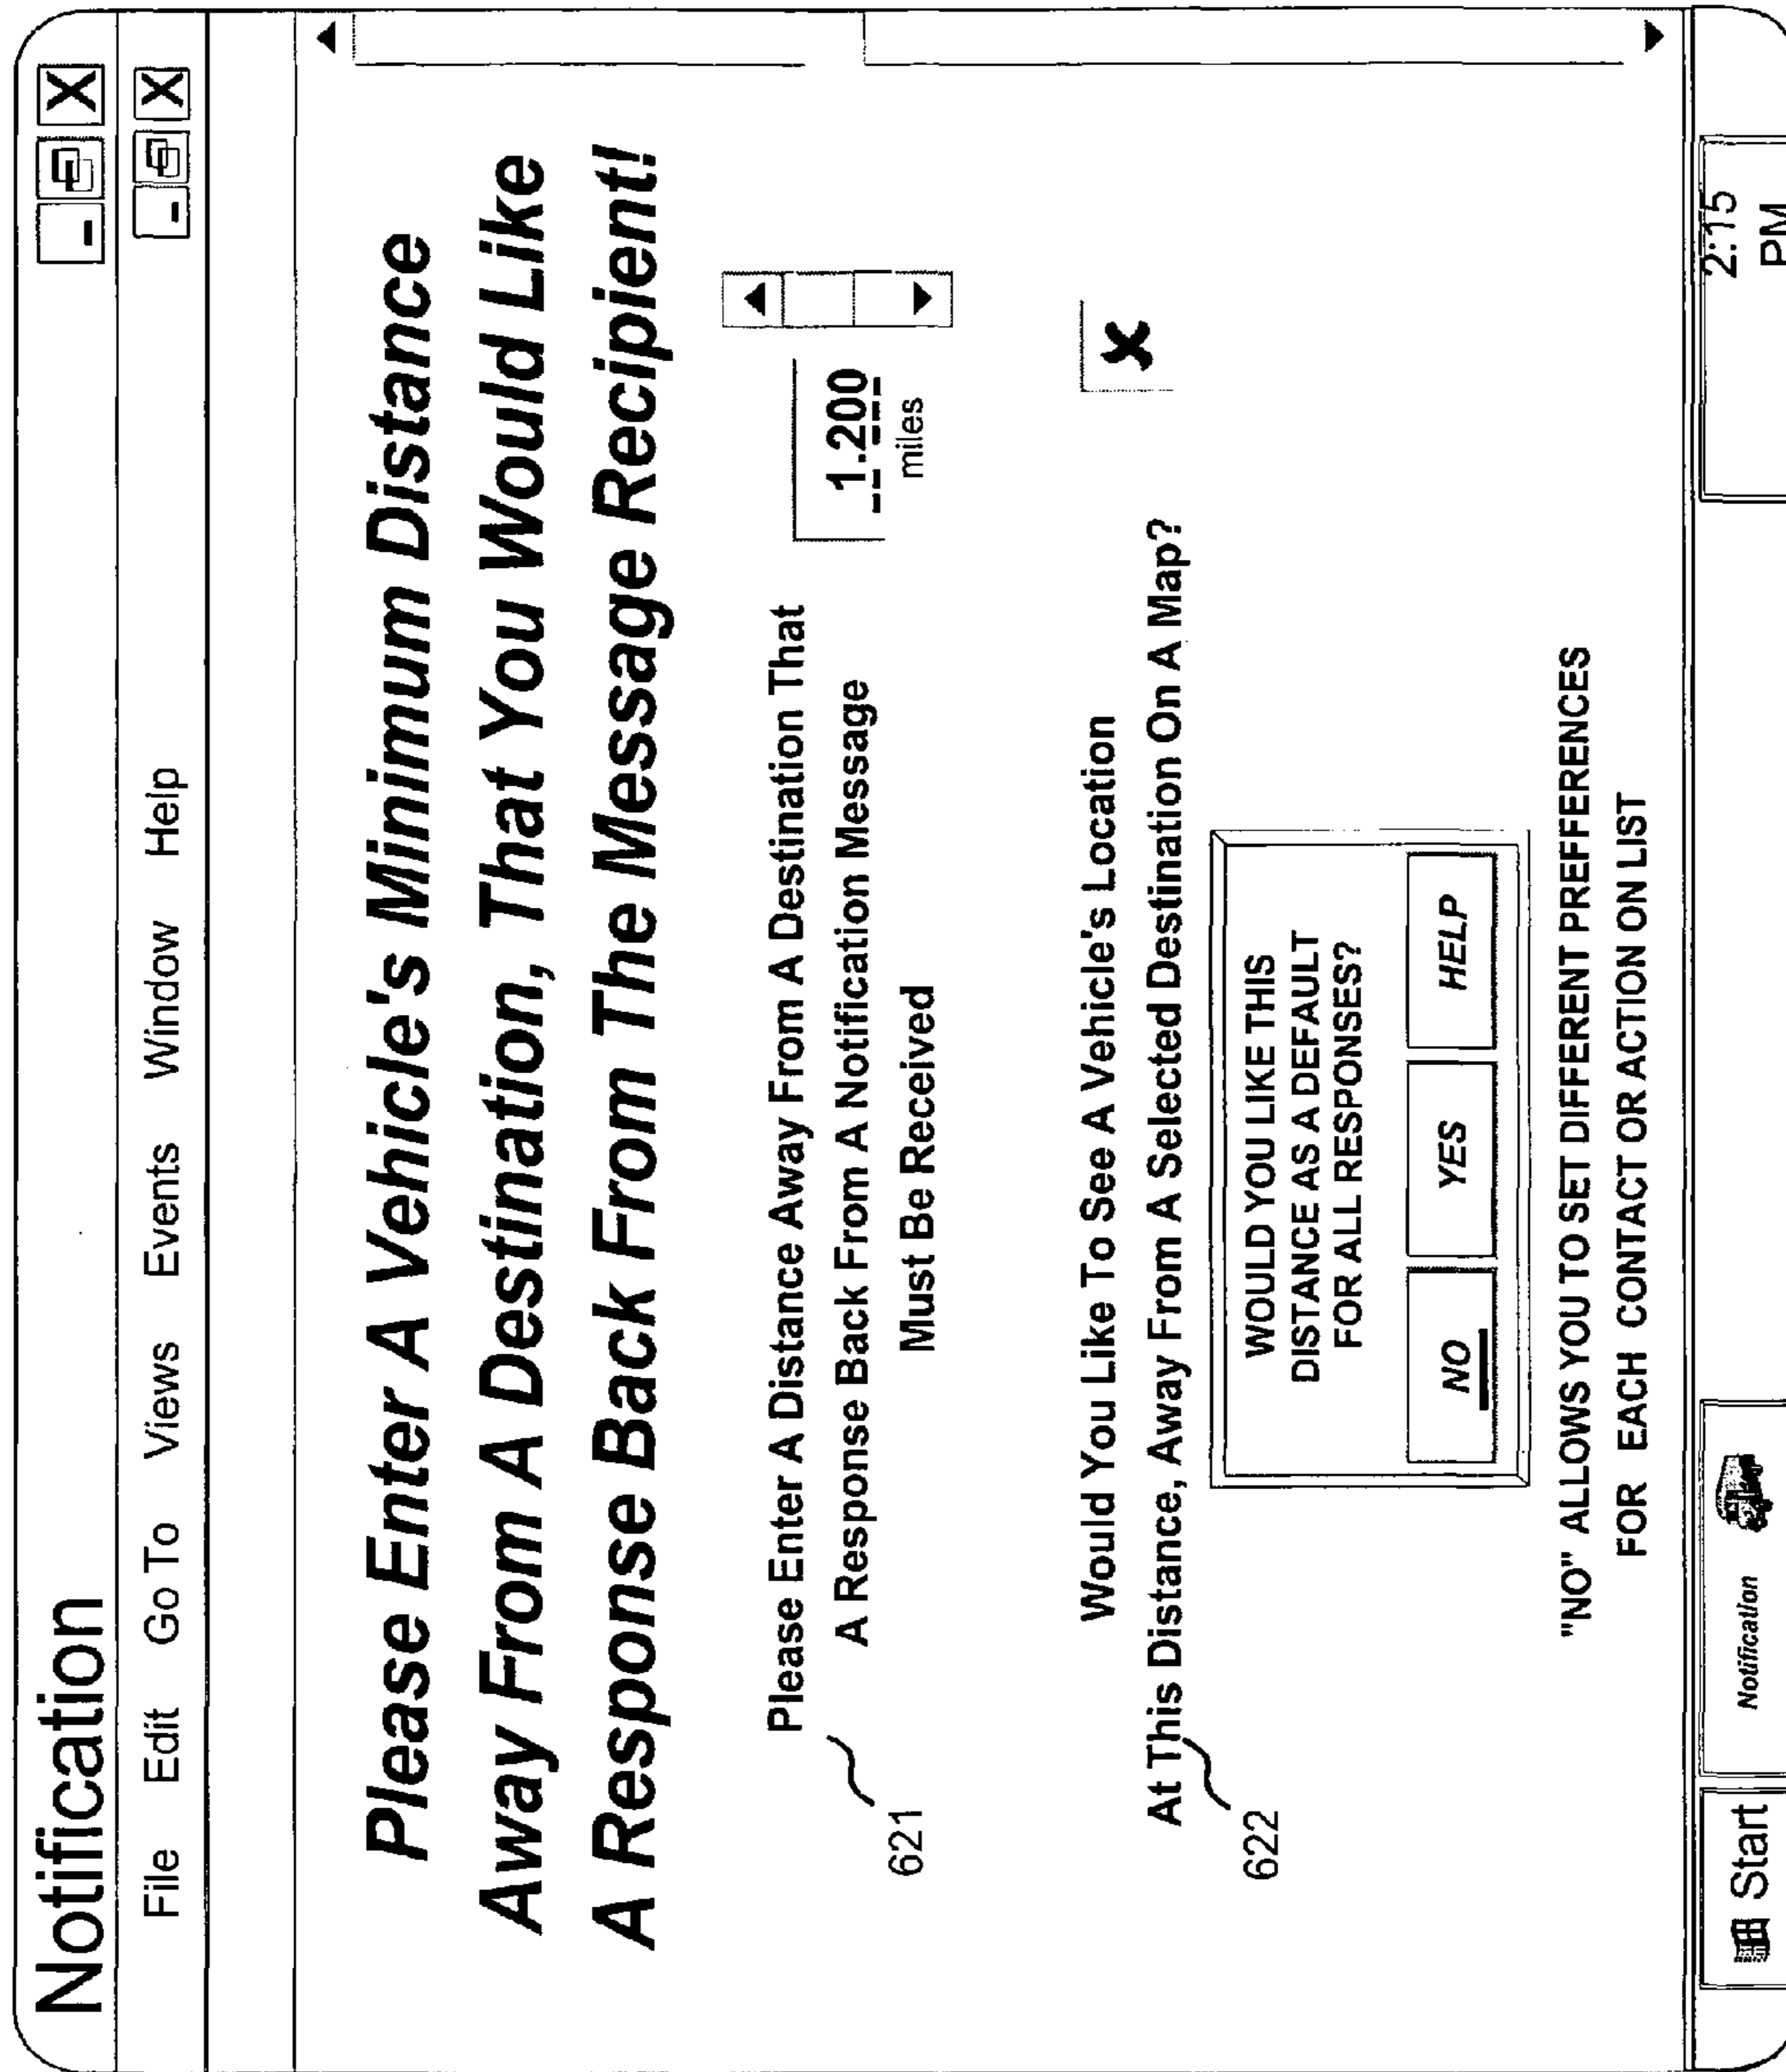 Notification
File Edit Go To Views Events Window Help
Please Enter A Vehicle's Minimum Distance
Away From A Destination, That You Would Like
A Response Back From The Message Recipient!
Please Enter A Distance Away From A Destination That
A Response Back From A Notification Message
Must Be Received
1.200
miles
621
Would You Like To See A Vehicle's Location
At This Distance, Away From A Selected Destination On A Map?
X
622
WOULD YOU LIKE THIS
DISTANCE AS A DEFAULT
FOR ALL RESPONSES?
NO YES HELP
"NO" ALLOWS YOU TO SET DIFFERENT PREFFERENCES
FOR EACH CONTACT OR ACTION ON LIST
Start Notification 2:15
PM